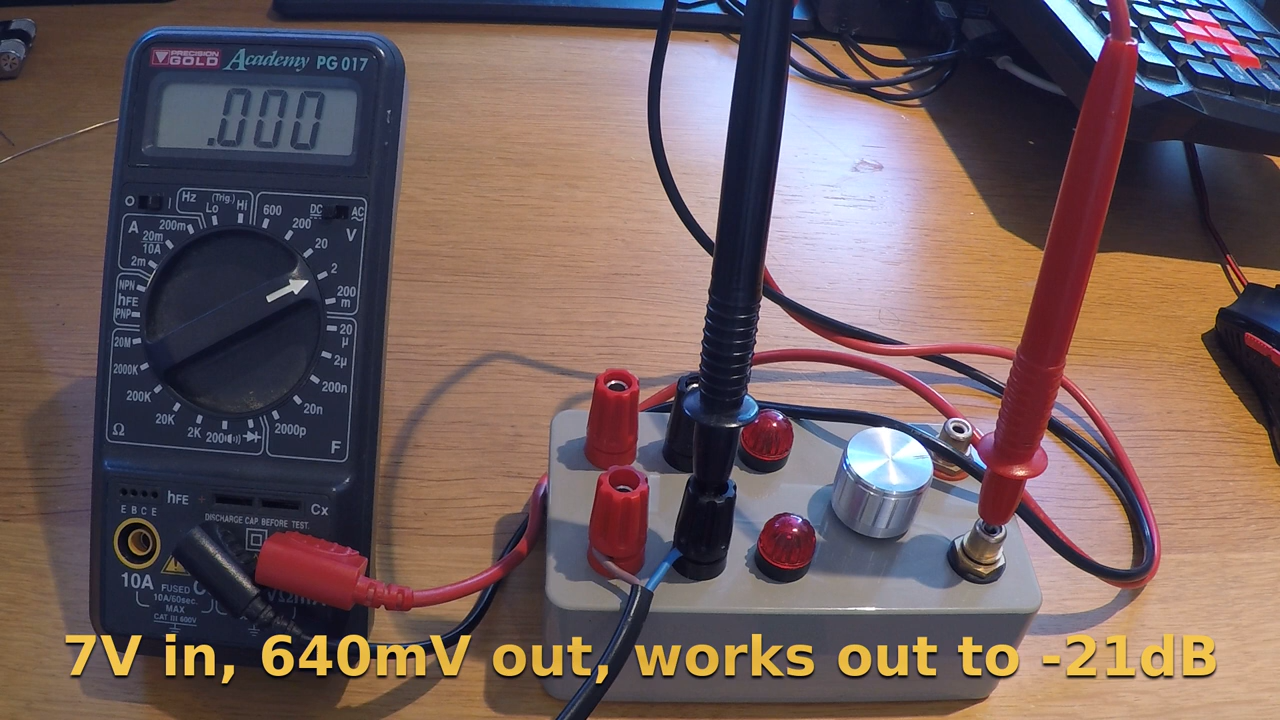 PRECISION GOLD Academy PG 017
.000
O I Hz (Trig.) Lo Hi 600 DC AC
A 200m 200 V
20m 10A 20
2m 2
NPN 200 m
hFE
PNP 20 µ
20M 2µ
2000K 200n
200K 20n
20K 2K 200 2000p
Ω F
hFE Cx
E B C E DISCHARGE CAP. BEFORE TEST.
10A
FUSED
10A/60sec.
MAX
CAT III 600V
7V in, 640mV out, works out to -21dB